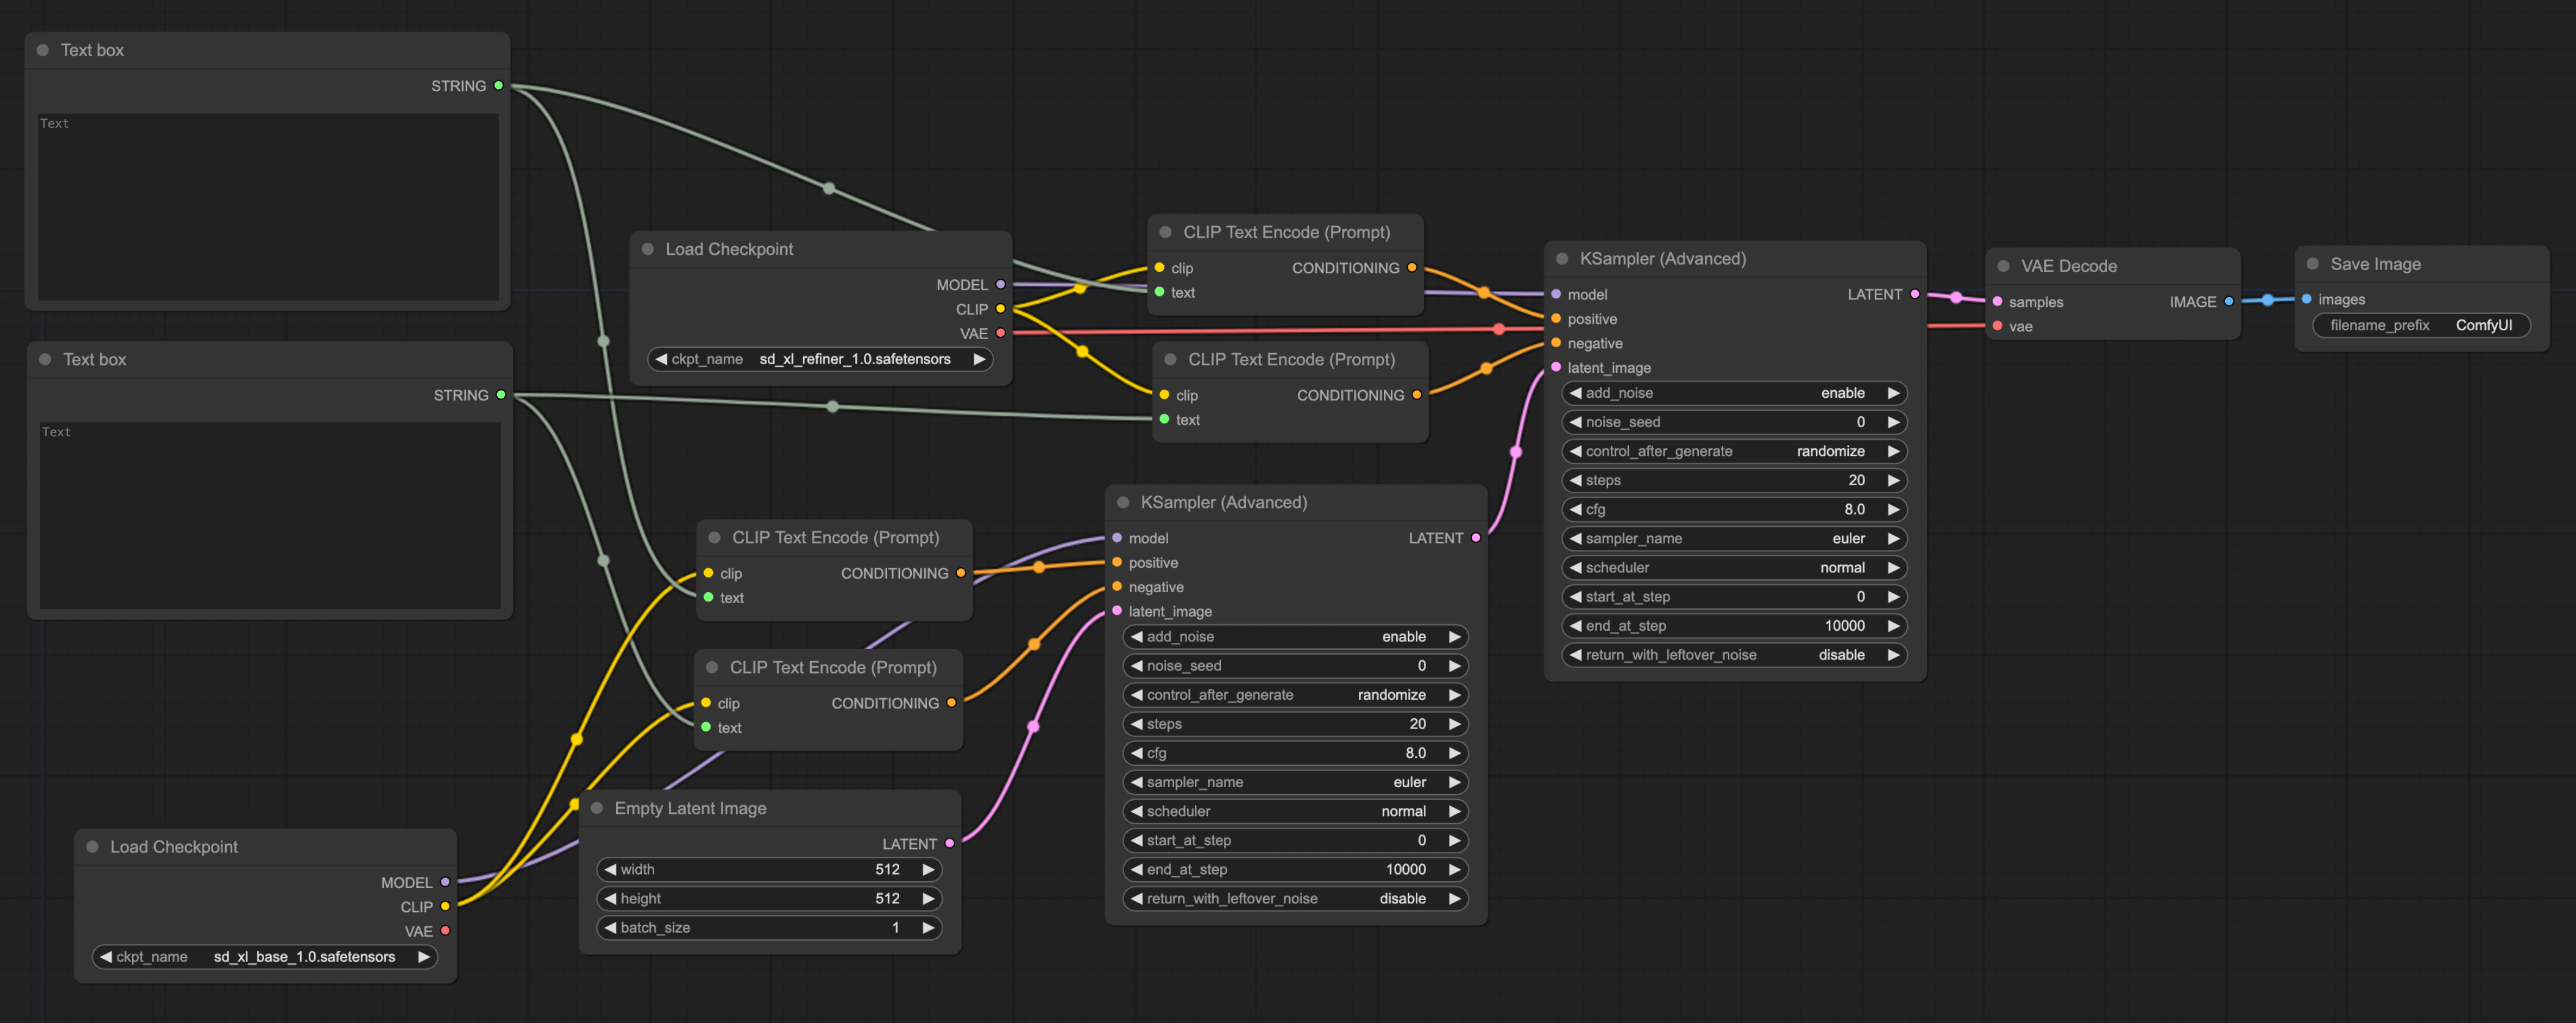 Text box
STRING
Text
Text box
STRING
Text
Load Checkpoint
MODEL
CLIP
VAE
ckpt_name sd_xl_refiner_1.0.safetensors
CLIP Text Encode (Prompt)
clip CONDITIONING
text
CLIP Text Encode (Prompt)
clip CONDITIONING
text
KSampler (Advanced)
model LATENT
positive
negative
latent_image
add_noise enable
noise_seed 0
control_after_generate randomize
steps 20
cfg 8.0
sampler_name euler
scheduler normal
start_at_step 0
end_at_step 10000
return_with_leftover_noise disable
VAE Decode
samples IMAGE
vae
Save Image
images
filename_prefix ComfyUI
CLIP Text Encode (Prompt)
clip CONDITIONING
text
CLIP Text Encode (Prompt)
clip CONDITIONING
text
KSampler (Advanced)
model LATENT
positive
negative
latent_image
add_noise enable
noise_seed 0
control_after_generate randomize
steps 20
cfg 8.0
sampler_name euler
scheduler normal
start_at_step 0
end_at_step 10000
return_with_leftover_noise disable
Load Checkpoint
MODEL
CLIP
VAE
ckpt_name sd_xl_base_1.0.safetensors
Empty Latent Image
LATENT
width 512
height 512
batch_size 1